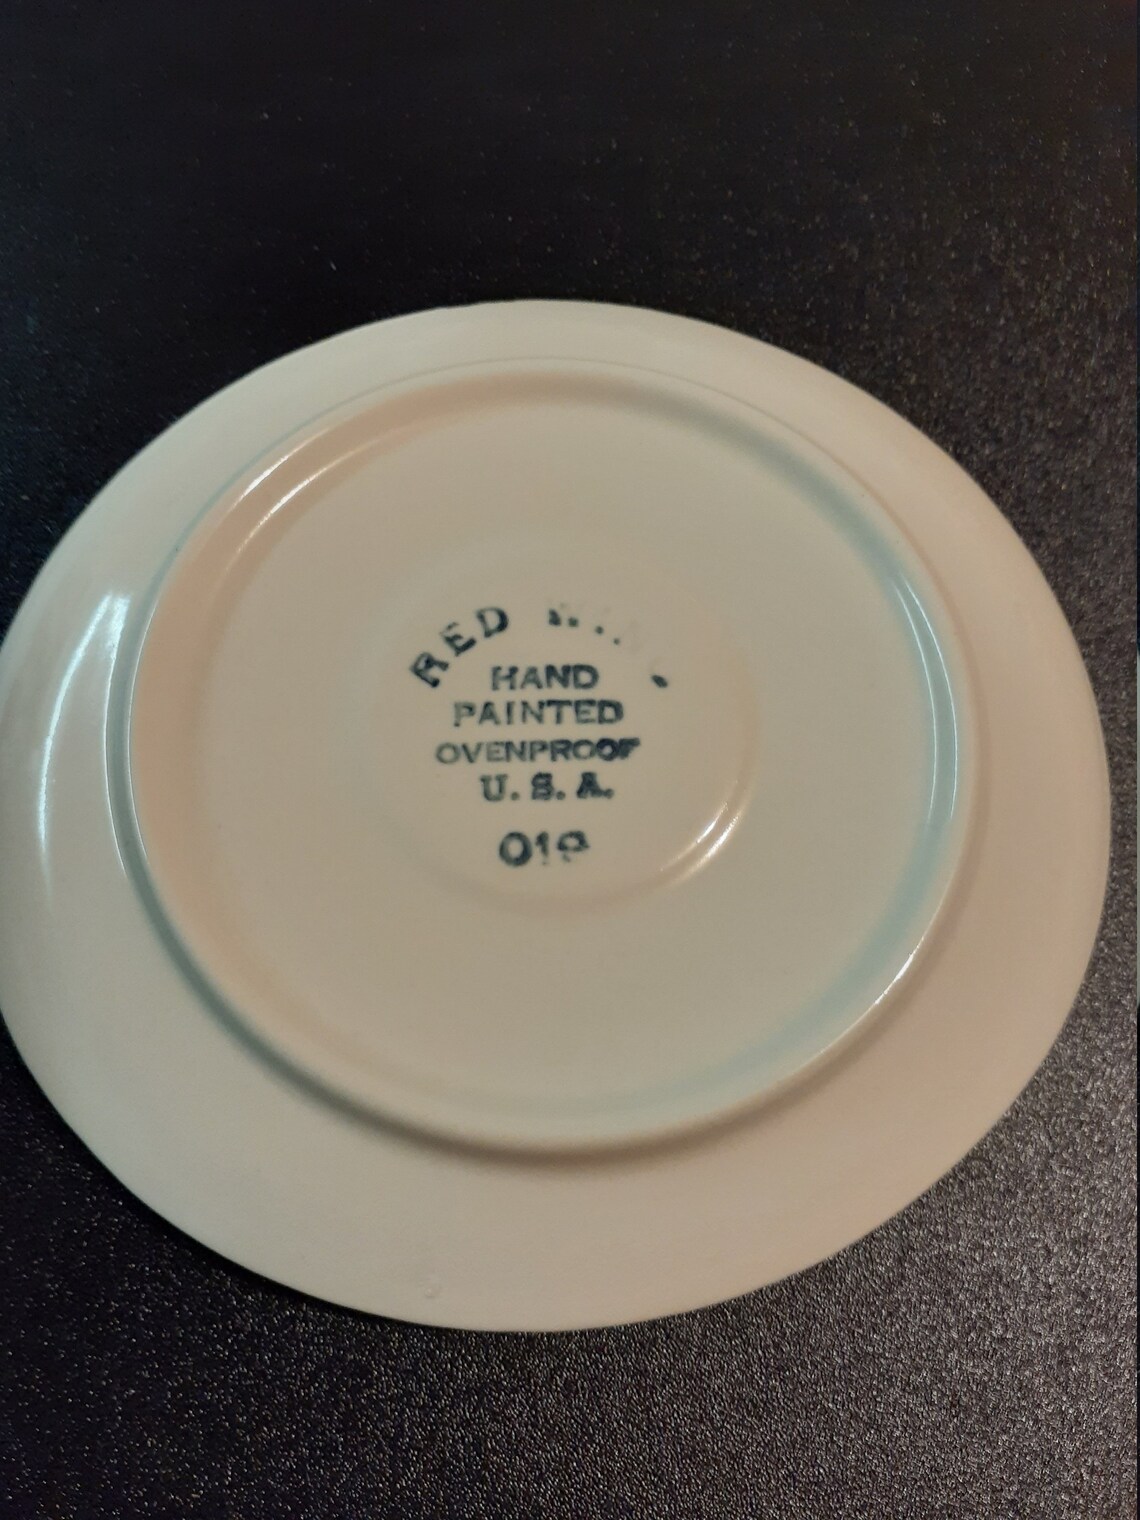 RED
HAND
PAINTED
OVENPROOF
U. S. A.